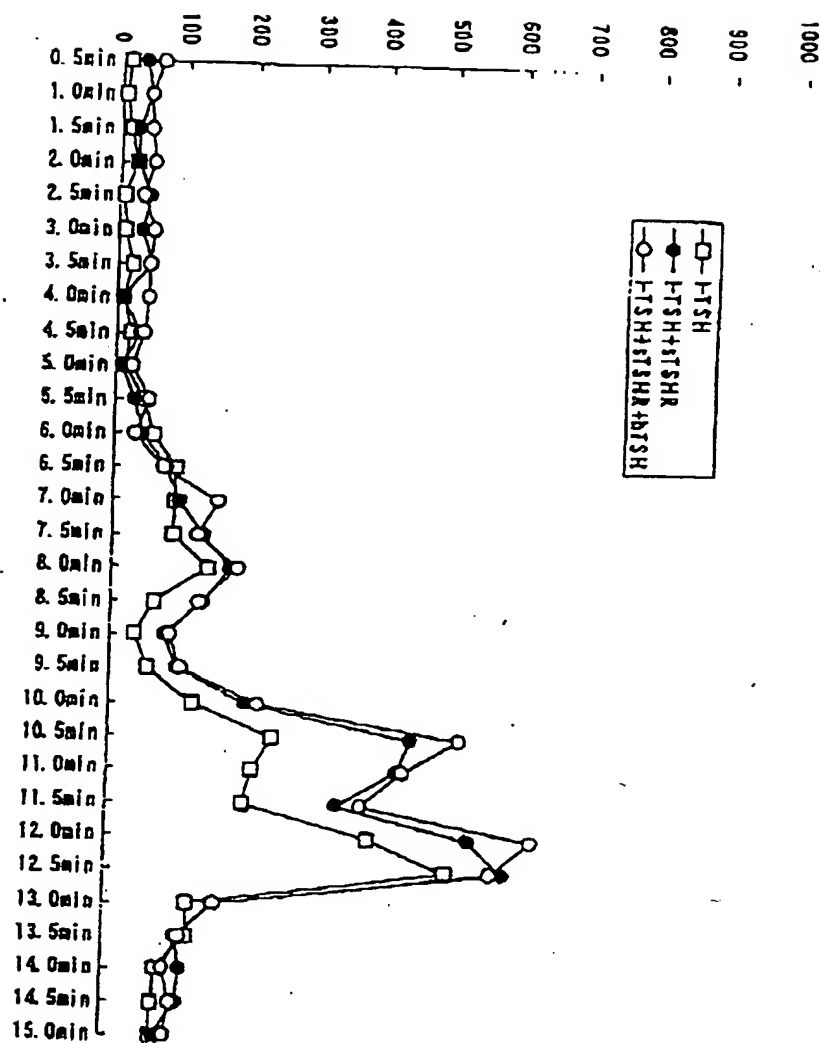 0
100
200
300
400
500
600
700
800
900
1000
0. 5min
1. 0min
1. 5min
2. 0min
2. 5min
3. 0min
3. 5min
4. 0min
4. 5min
5. 0min
5. 5min
6. 0min
6. 5min
7. 0min
7. 5min
8. 0min
8. 5min
9. 0min
9. 5min
10. 0min
10. 5min
11. 0min
11. 5min
12. 0min
12. 5min
13. 0min
13. 5min
14. 0min
14. 5min
15. 0min
I-TSH
I-TSH+sTSHR
I-TSH+sTSHR+bTSH